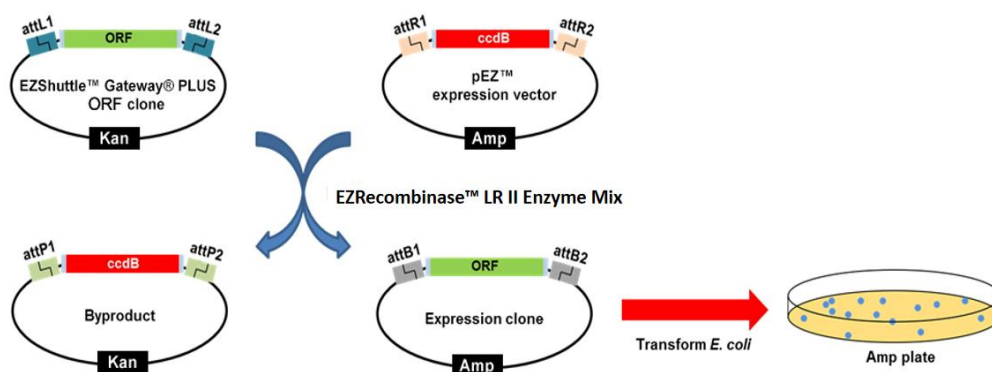 attL1
ORF
attL2
EZShuttle™ Gateway® PLUS
ORF clone
Kan
attR1
ccdB
attR2
pEZ™
expression vector
Amp
EZRecombinase™ LR II Enzyme Mix
attP1
ccdB
attP2
Byproduct
Kan
attB1
ORF
attB2
Expression clone
Amp
Transform E. coli
Amp plate